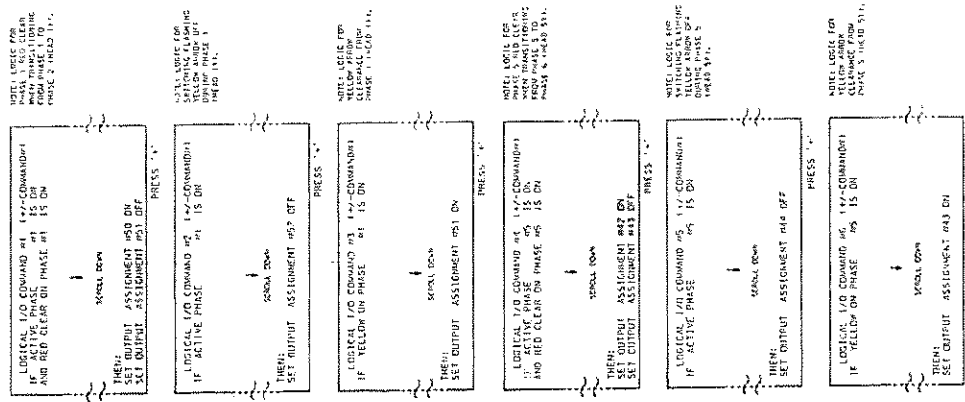 LOGICAL I/O COMMAND #1 (+/-COMMAND#)
IF ACTIVE PHASE #1 IS ON
AND RED CLEAR ON PHASE #1 IS ON
SCROLL DOWN
THEN:
SET OUTPUT ASSIGNMENT #50 ON
SET OUTPUT ASSIGNMENT #51 OFF
PRESS '+'
NOTE: LOGIC FOR
PHASE 1 RED CLEAR
WHEN TRANSITIONING
FROM PHASE 1 TO
PHASE 2 (HEAD
LOGICAL I/O COMMAND #2 (+/-COMMAND#)
IF ACTIVE PHASE #1 IS ON
SCROLL DOWN
THEN:
SET OUTPUT ASSIGNMENT #52 OFF
PRESS '+'
NOTE: LOGIC FOR
SWITCHING FLASHING
YELLOW ARROW OFF
DURING PHASE 1
(HEAD
LOGICAL I/O COMMAND #3 (+/-COMMAND#)
IF YELLOW ON PHASE #1 IS ON
SCROLL DOWN
THEN:
SET OUTPUT ASSIGNMENT #51 ON
PRESS '+'
NOTE: LOGIC FOR
YELLOW ARROW
CLEARANCE FROM
PHASE 1 (HEAD
LOGICAL I/O COMMAND #4 (+/-COMMAND#)
IF ACTIVE PHASE #5 IS ON
AND RED CLEAR ON PHASE #5 IS ON
SCROLL DOWN
THEN:
SET OUTPUT ASSIGNMENT #42 ON
SET OUTPUT ASSIGNMENT #43 OFF
PRESS '+'
NOTE: LOGIC FOR
PHASE 5 RED CLEAR
WHEN TRANSITIONING
FROM PHASE 5 TO
PHASE 6 (HEAD
LOGICAL I/O COMMAND #5 (+/-COMMAND#)
IF ACTIVE PHASE #5 IS ON
SCROLL DOWN
THEN:
SET OUTPUT ASSIGNMENT #44 OFF
PRESS '+'
NOTE: LOGIC FOR
SWITCHING FLASHING
YELLOW ARROW OFF
DURING PHASE 5
(HEAD
LOGICAL I/O COMMAND #6 (+/-COMMAND#)
IF YELLOW ON PHASE #5 IS ON
SCROLL DOWN
THEN:
SET OUTPUT ASSIGNMENT #43 ON
NOTE: LOGIC FOR
YELLOW ARROW
CLEARANCE FROM
PHASE 5 (HEAD